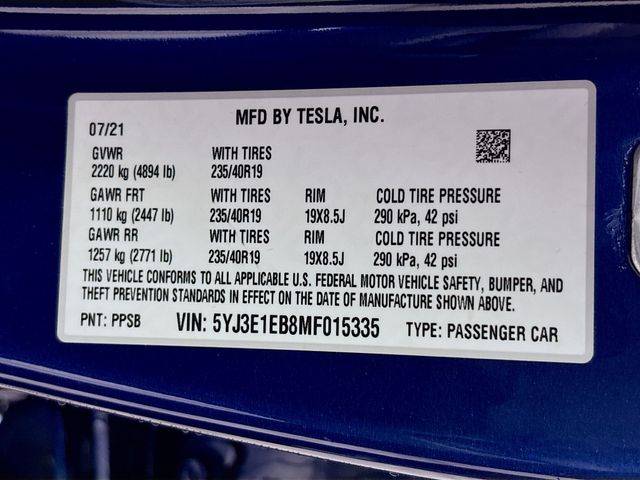 MFD BY TESLA, INC.
07/21
GVWR WITH TIRES
2220 kg (4894 lb) 235/40R19
GAWR FRT WITH TIRES RIM COLD TIRE PRESSURE
1110 kg (2447 lb) 235/40R19 19X8.5J 290 kPa, 42 psi
GAWR RR WITH TIRES RIM COLD TIRE PRESSURE
1257 kg (2771 lb) 235/40R19 19X8.5J 290 kPa, 42 psi
THIS VEHICLE CONFORMS TO ALL APPLICABLE U.S. FEDERAL MOTOR VEHICLE SAFETY, BUMPER, AND
THEFT PREVENTION STANDARDS IN EFFECT ON THE DATE OF MANUFACTURE SHOWN ABOVE.
PNT: PPSB VIN: 5YJ3E1EB8MF015335 TYPE: PASSENGER CAR